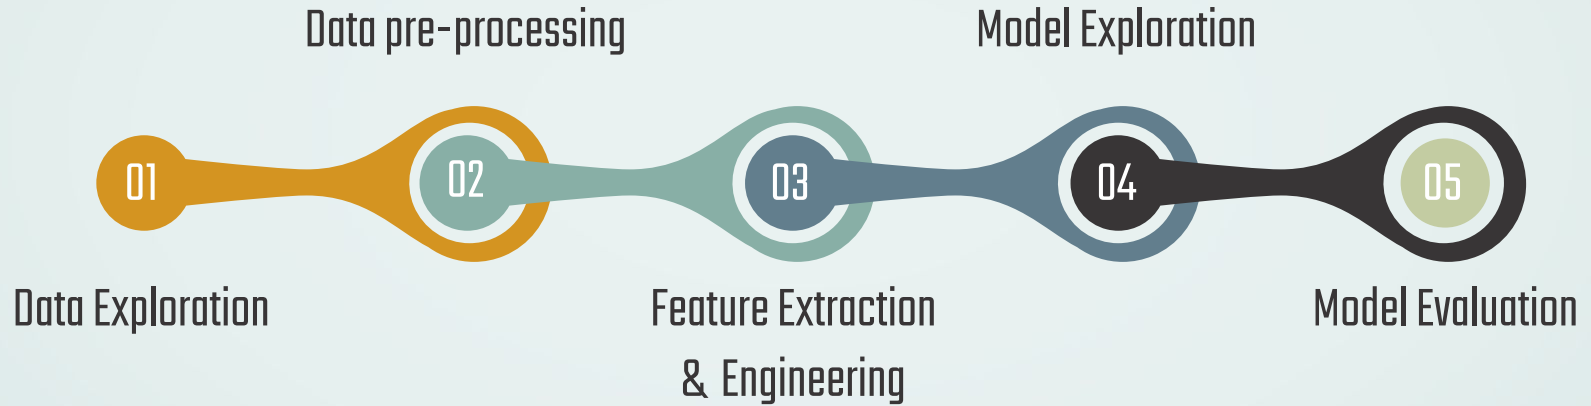 Data pre-processing
Model Exploration
01
02
03
04
05
Data Exploration
Feature Extraction
& Engineering
Model Evaluation